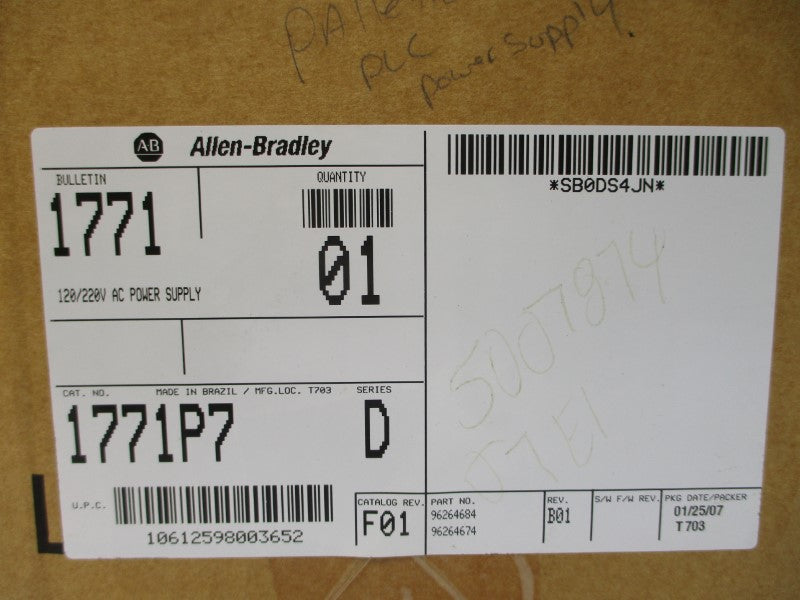 PLC
power supply.
AB Allen-Bradley
BULLETIN
1771
QUANTITY
01
120/220V AC POWER SUPPLY
*SB0DS4JN*
CAT. NO. MADE IN BRAZIL / MFG.LOC. T703 SERIES
1771P7 D
U.P.C.
10612598003652
CATALOG REV.
F01
PART NO.
96264684
96264674
REV.
B01
S/W F/W REV.
PKG DATE/PACKER
01/25/07
T703